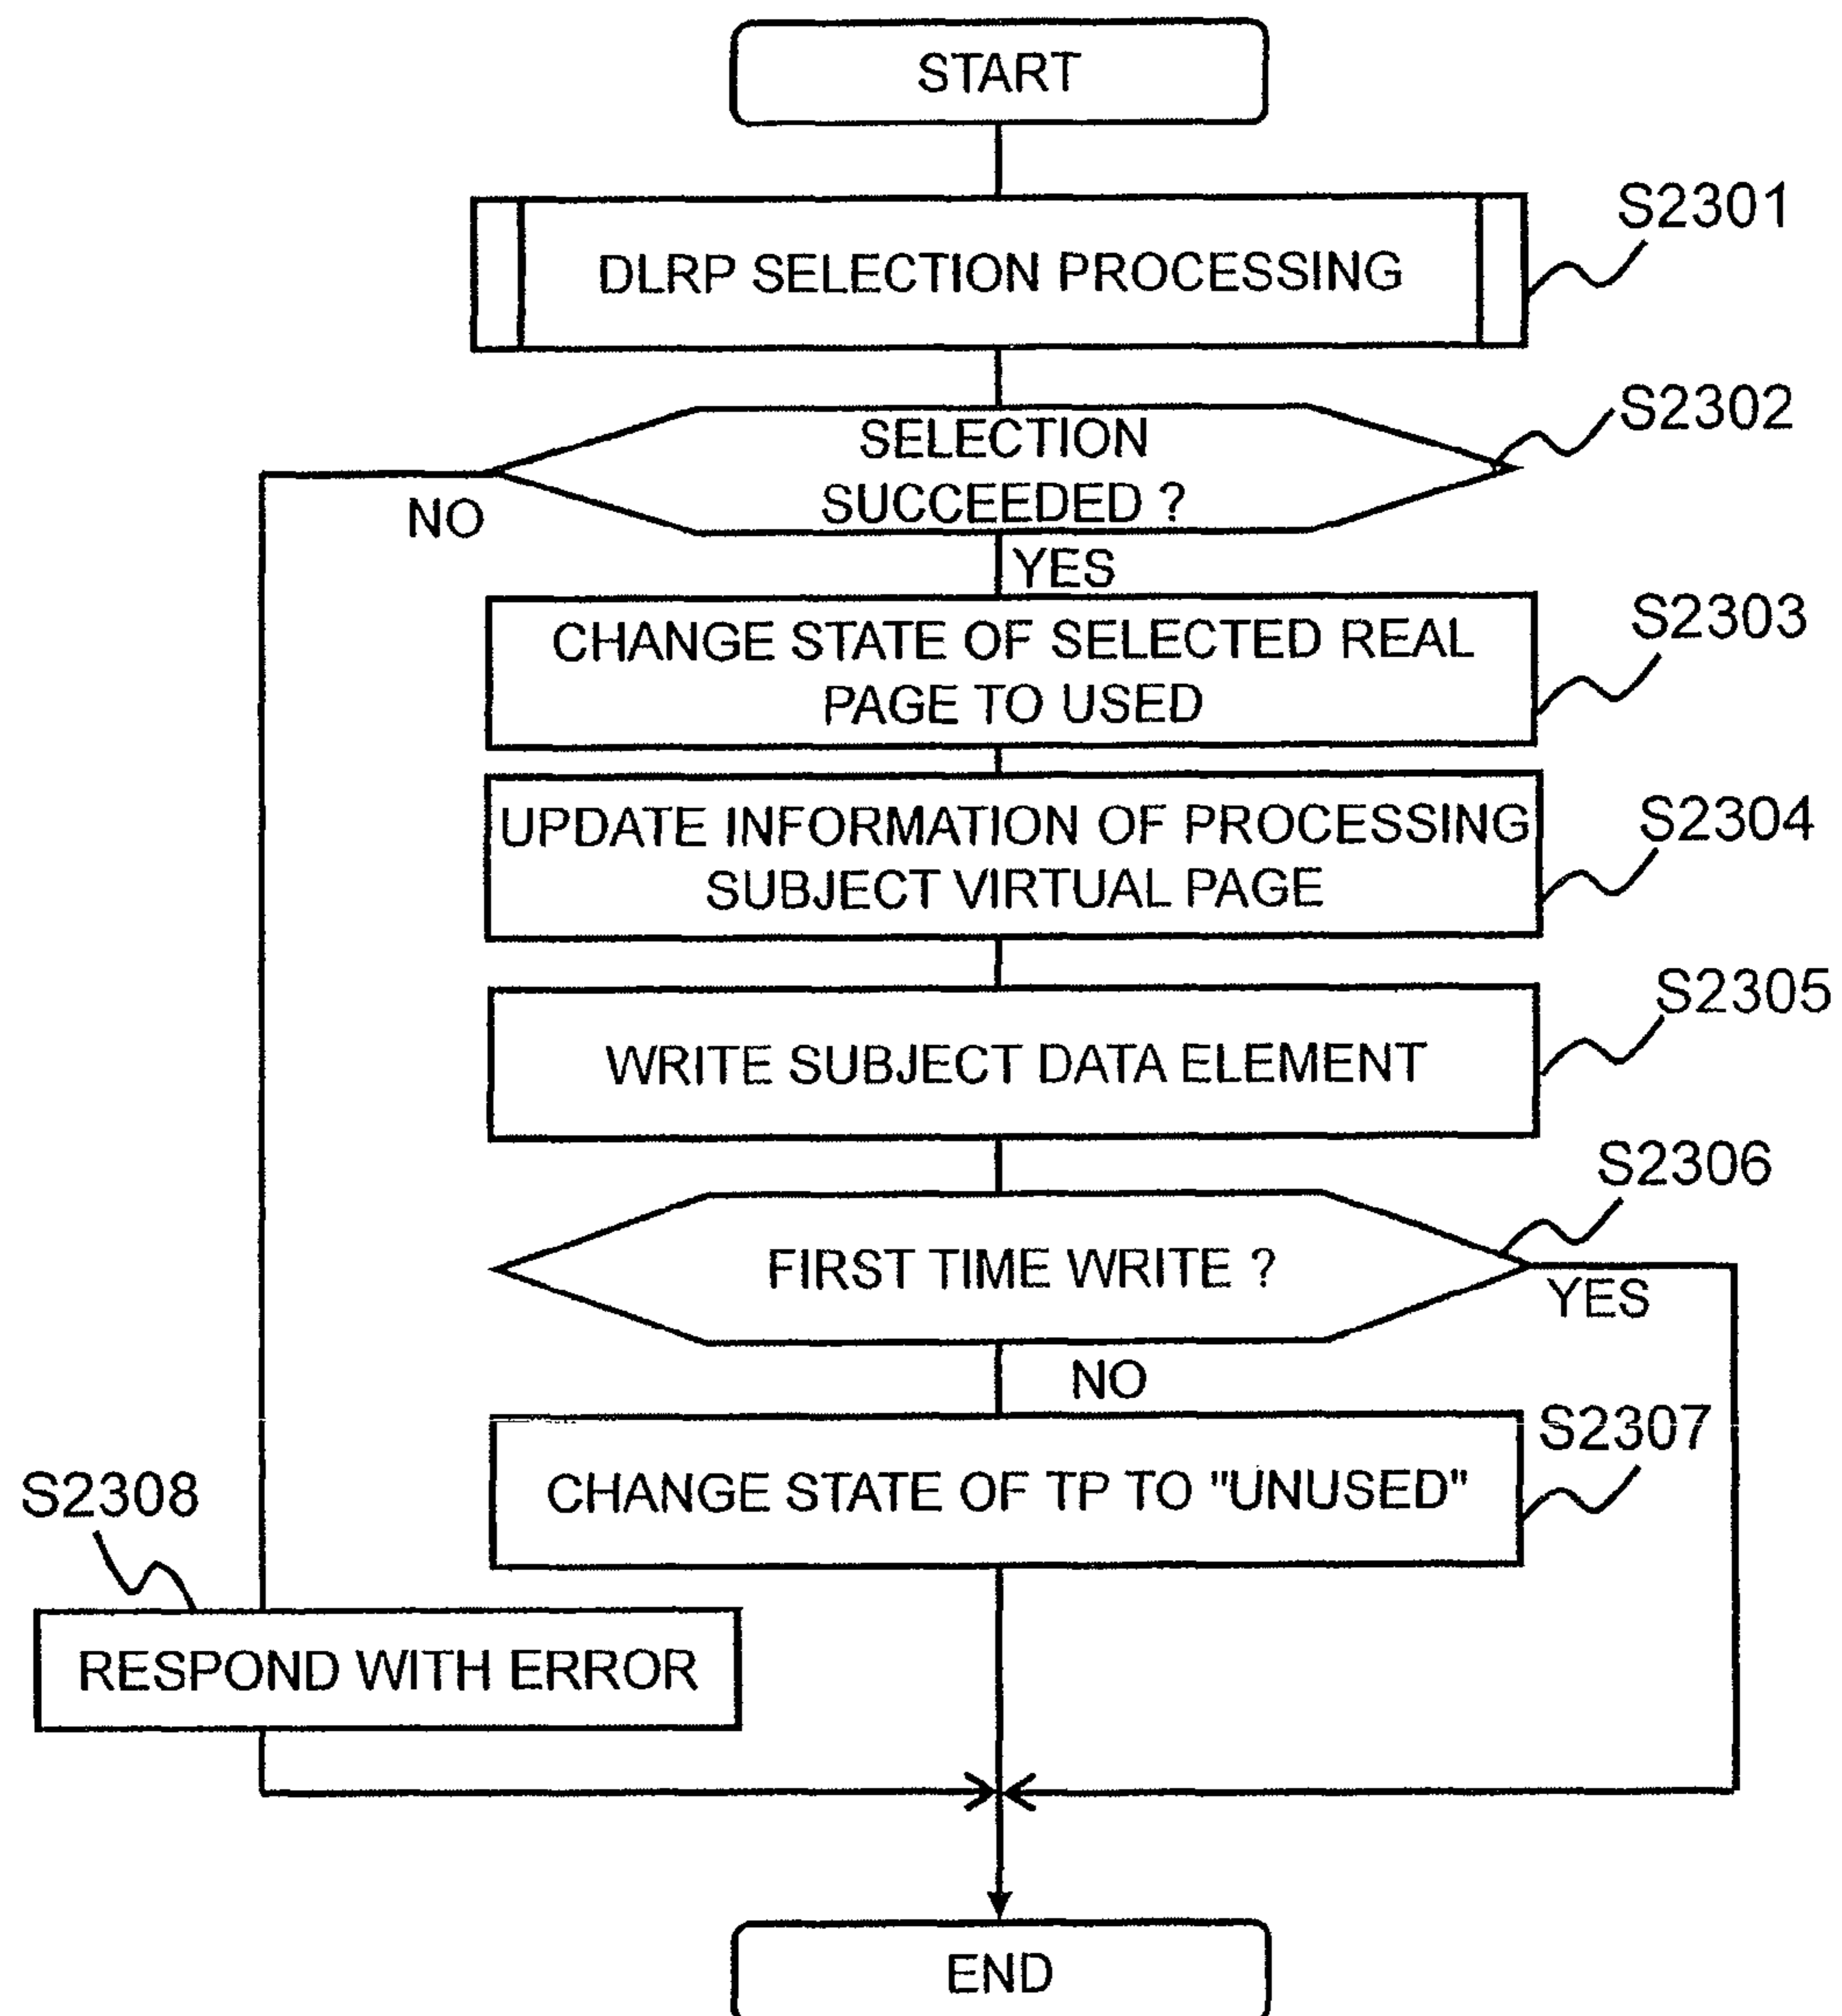 START
S2301
DLRP SELECTION PROCESSING
S2302
SELECTION
SUCCEEDED ?
NO
YES
S2303
CHANGE STATE OF SELECTED REAL
PAGE TO USED
S2304
UPDATE INFORMATION OF PROCESSING
SUBJECT VIRTUAL PAGE
S2305
WRITE SUBJECT DATA ELEMENT
S2306
FIRST TIME WRITE ?
YES
NO
S2307
CHANGE STATE OF TP TO "UNUSED"
S2308
RESPOND WITH ERROR
END